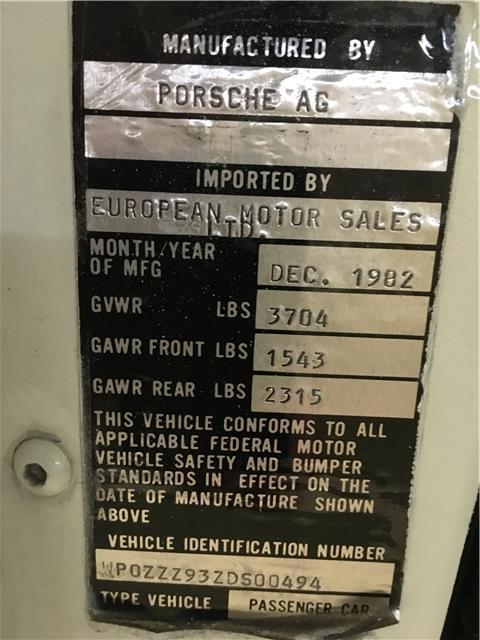 MANUFACTURED BY
PORSCHE AG
IMPORTED BY
EUROPEAN MOTOR SALES
LTD.
MONTH/YEAR
OF MFG
DEC. 1982
GVWR LBS 3704
GAWR FRONT LBS 1543
GAWR REAR LBS 2315
THIS VEHICLE CONFORMS TO ALL
APPLICABLE FEDERAL MOTOR
VEHICLE SAFETY AND BUMPER
STANDARDS IN EFFECT ON THE
DATE OF MANUFACTURE SHOWN
ABOVE
VEHICLE IDENTIFICATION NUMBER
WP0ZZZ93ZDS00494
TYPE VEHICLE PASSENGER CAR